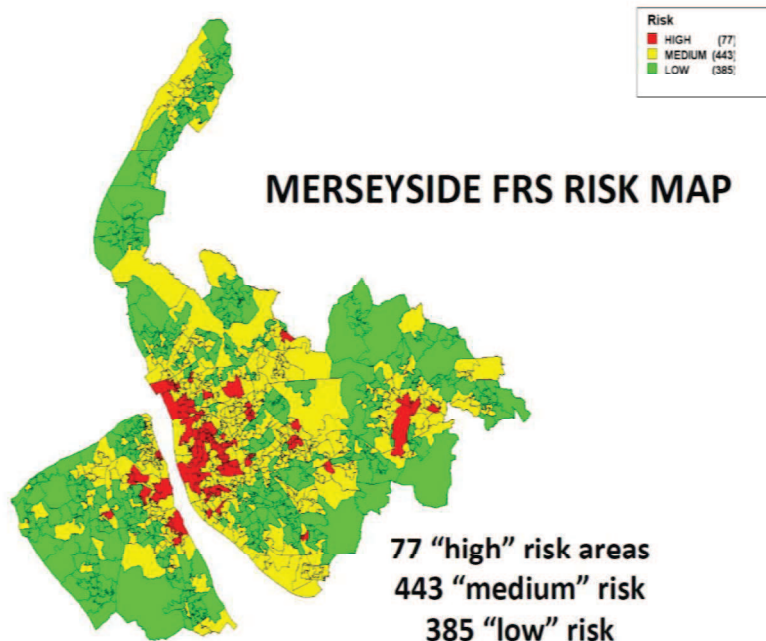 Risk
HIGH (77)
MEDIUM (443)
LOW (385)
MERSEYSIDE FRS RISK MAP
77 “high” risk areas
443 “medium” risk
385 “low” risk